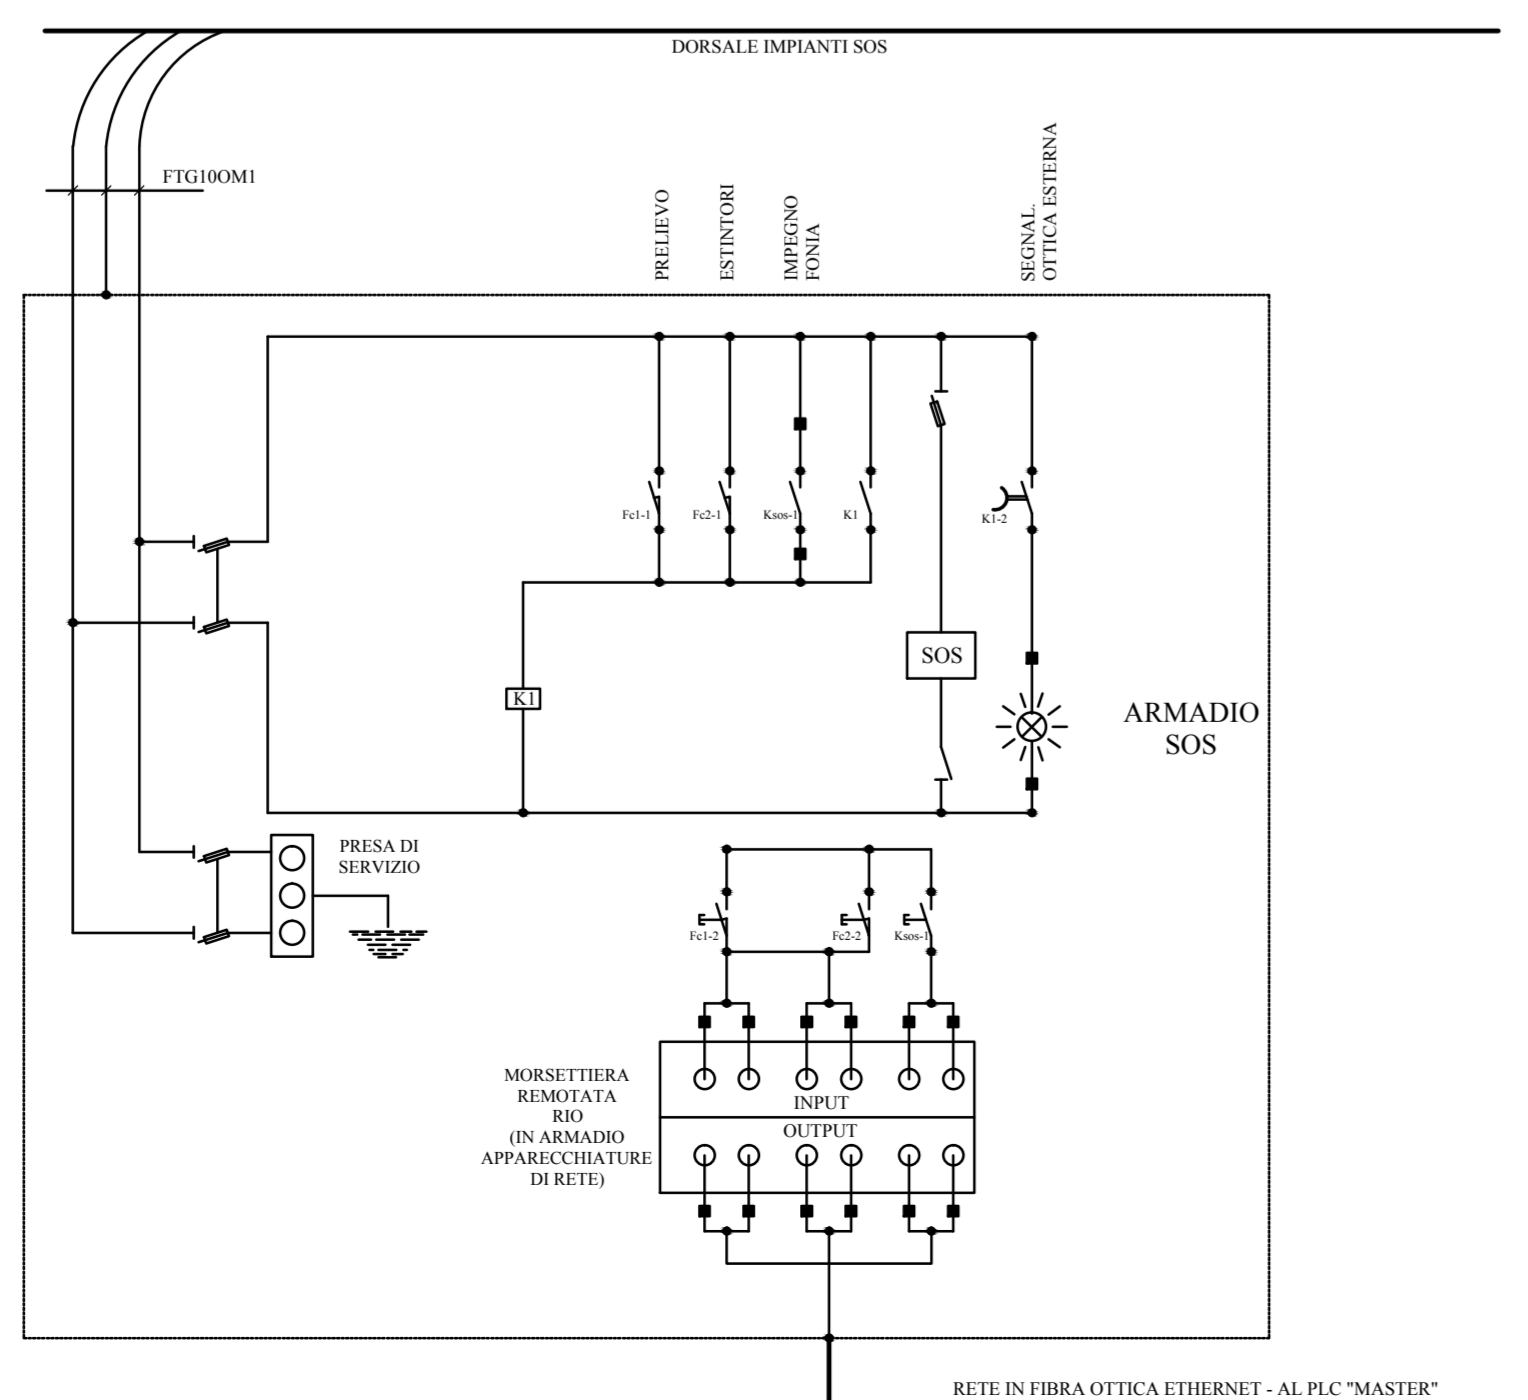 DORSALE IMPIANTI SOS
FTG10OM1
PRELIEVO
ESTINTORI
IMPEGNO
FONIA
SEGNAL.
OTTICA ESTERNA
Fc1-1
Fc2-1
Ksos-1
K1
K1-2
SOS
K1
ARMADIO
SOS
PRESA DI
SERVIZIO
Fc1-2
Fc2-2
Ksos-1
MORSETTIERA
REMOTATA
RIO
(IN ARMADIO
APPARECCHIATURE
DI RETE)
INPUT
OUTPUT
RETE IN FIBRA OTTICA ETHERNET - AL PLC "MASTER"